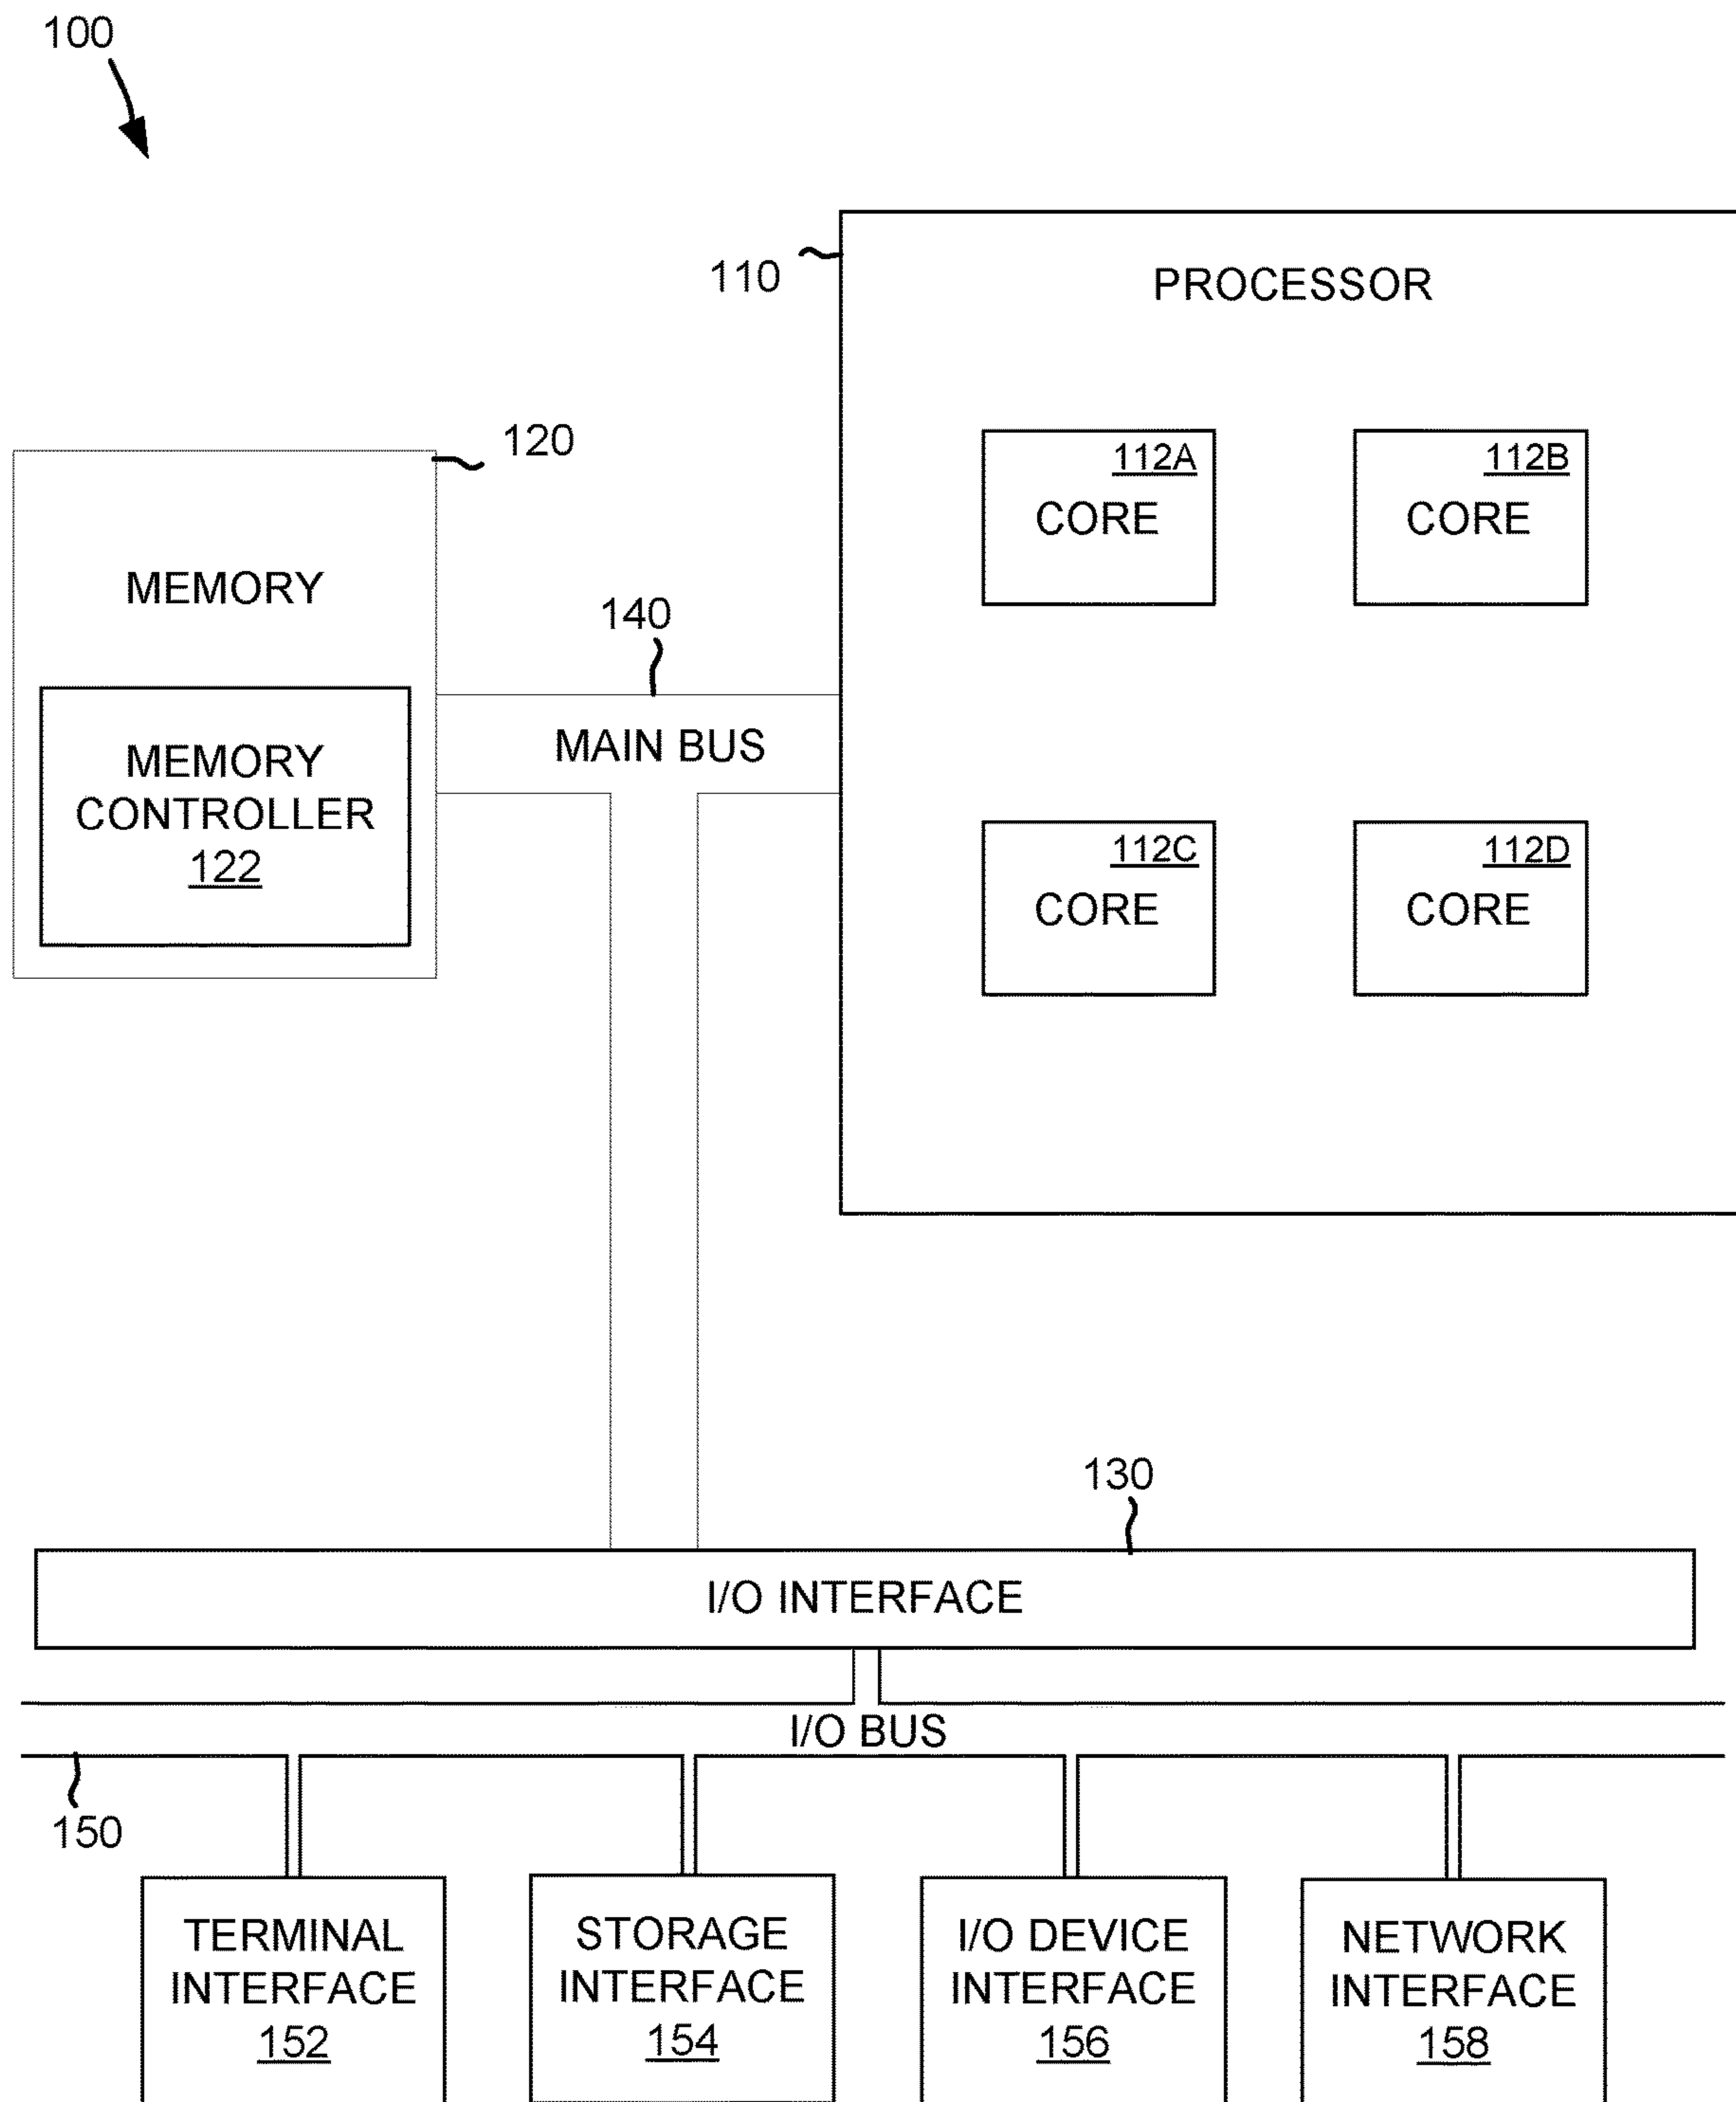 100
110
PROCESSOR
120
112A
CORE
112B
CORE
MEMORY
140
MAIN BUS
MEMORY
CONTROLLER
122
112C
CORE
112D
CORE
130
I/O INTERFACE
I/O BUS
150
TERMINAL
INTERFACE
152
STORAGE
INTERFACE
154
I/O DEVICE
INTERFACE
156
NETWORK
INTERFACE
158